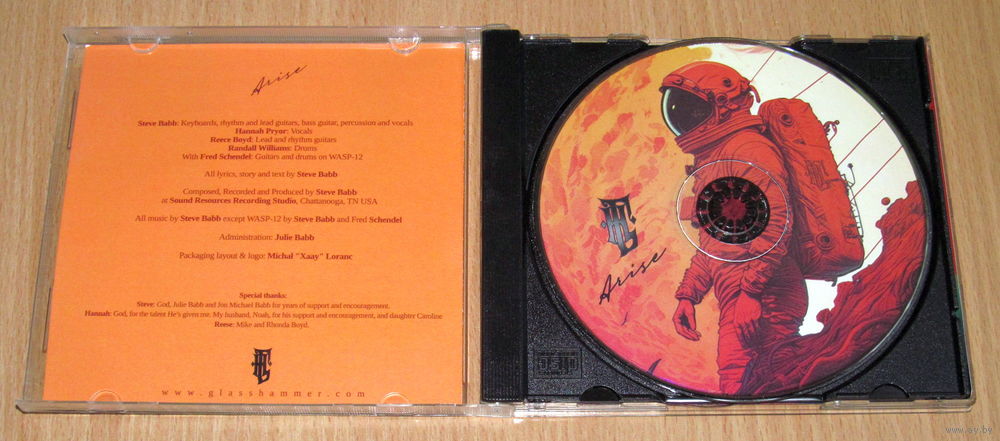 Arise
Steve Babb: Keyboards, rhythm and lead guitars, bass guitar, percussion and vocals
Hannah Pryor: Vocals
Reece Boyd: Lead and rhythm guitars
Randall Williams: Drums
With Fred Schendel: Guitars and drums on WASP-12
All lyrics, story and text by Steve Babb
Composed, Recorded and Produced by Steve Babb
at Sound Resources Recording Studio, Chattanooga, TN USA
All music by Steve Babb except WASP-12 by Steve Babb and Fred Schendel
Administration: Julie Babb
Packaging layout & logo: Michał "Xaay" Loranc
Special thanks:
Steve: God, Julie Babb and Jon Michael Babb for years of support and encouragement.
Hannah: God, for the talent He's given me. My husband, Noah, for his support and encouragement, and daughter Caroline
Reese: Mike and Rhonda Boyd.
www.glasshammer.com
Arise
www.ay.by